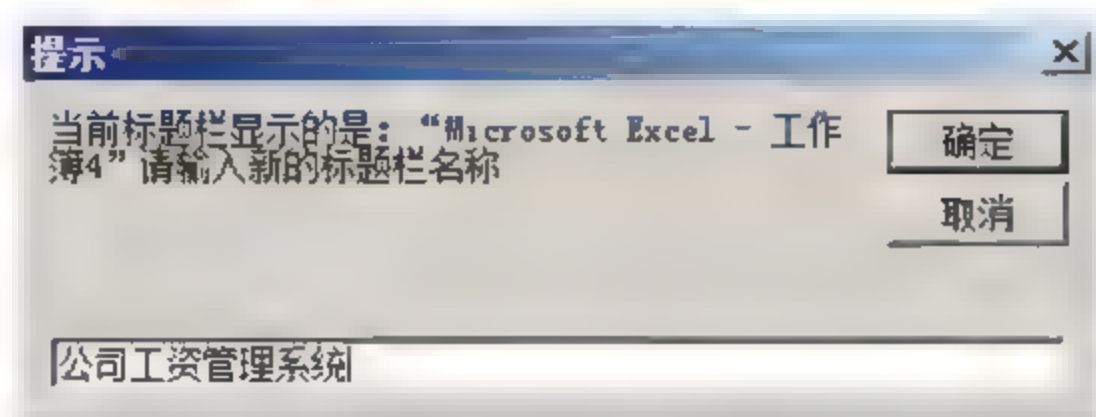 提示
当前标题栏显示的是：“Microsoft Excel - 工作
簿4”请输入新的标题栏名称
确定
取消
公司工资管理系统